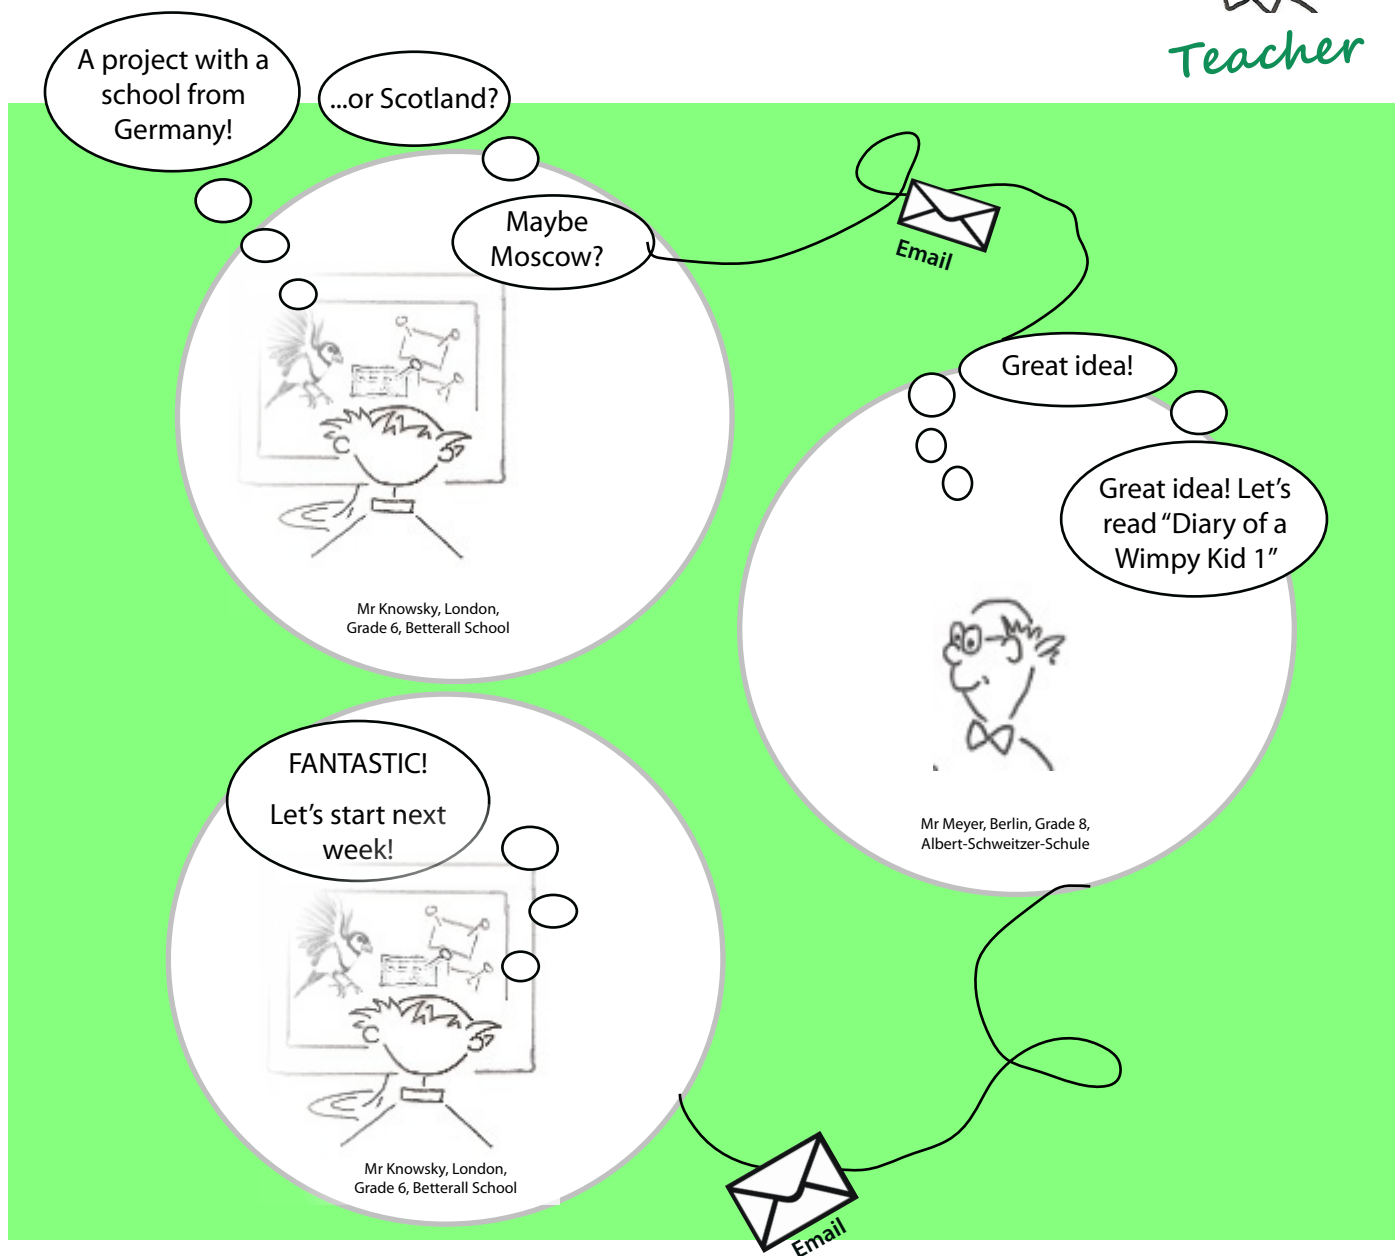 Teacher
A project with a
school from
Germany!
...or Scotland?
Maybe
Moscow?
Email
Mr Knowsky, London,
Grade 6, Betterall School
Great idea!
Great idea! Let's
read “Diary of a
Wimpy Kid 1”
Mr Meyer, Berlin, Grade 8,
Albert-Schweitzer-Schule
FANTASTIC!
Let's start next
week!
Mr Knowsky, London,
Grade 6, Betterall School
Email